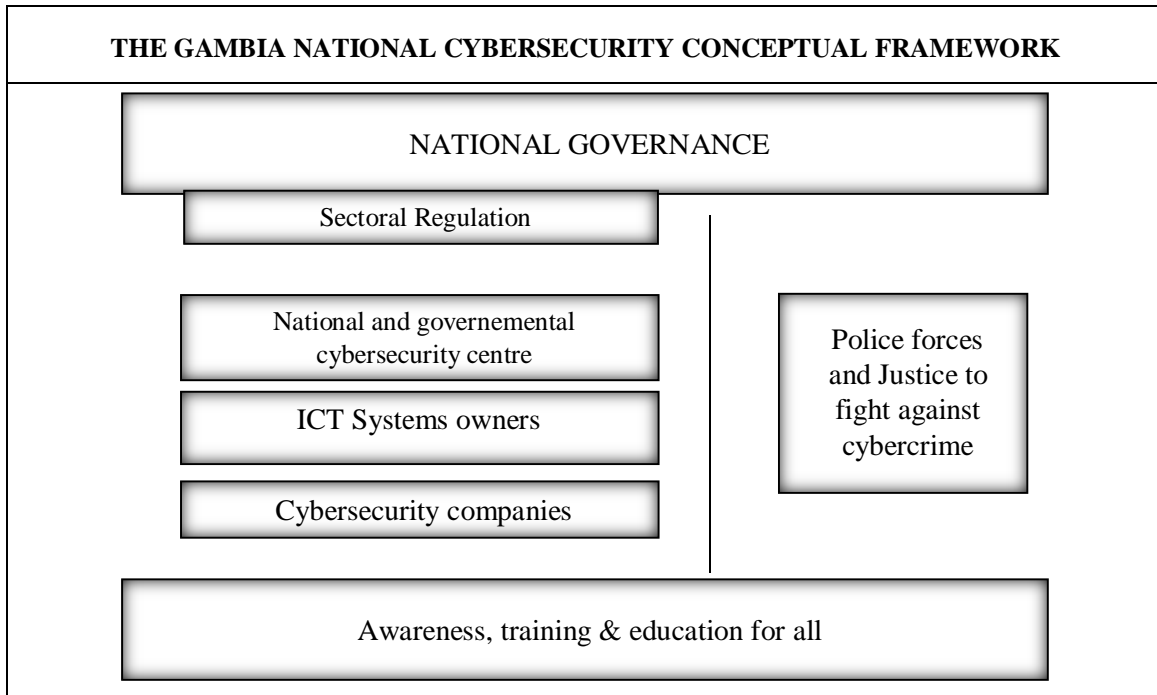 THE GAMBIA NATIONAL CYBERSECURITY CONCEPTUAL FRAMEWORK
NATIONAL GOVERNANCE
Sectoral Regulation
National and governemental
cybersecurity centre
ICT Systems owners
Cybersecurity companies
Police forces
and Justice to
fight against
cybercrime
Awareness, training & education for all